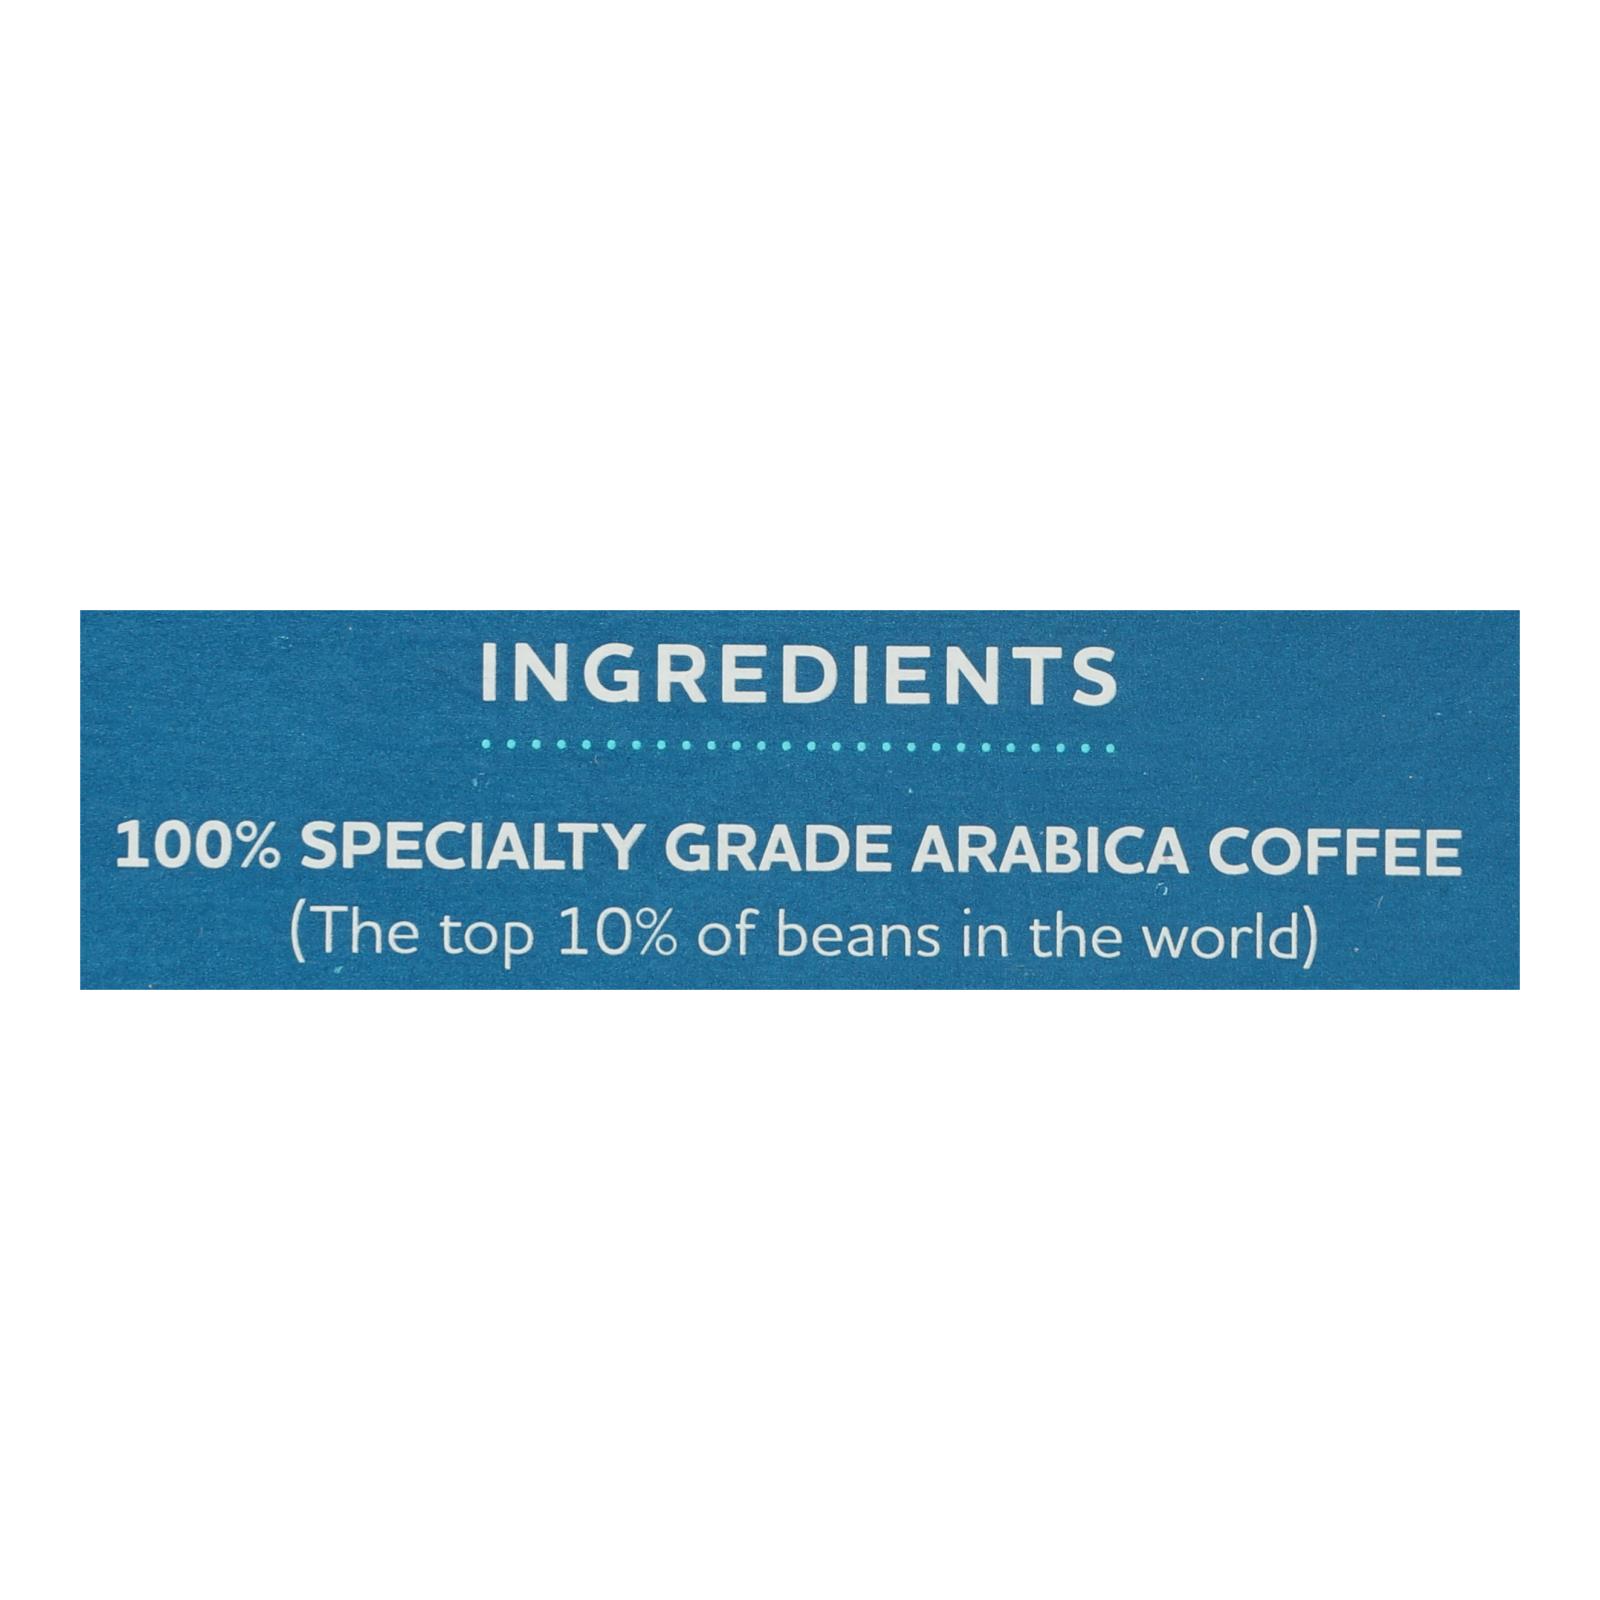 INGREDIENTS
100% SPECIALTY GRADE ARABICA COFFEE
(The top 10% of beans in the world)